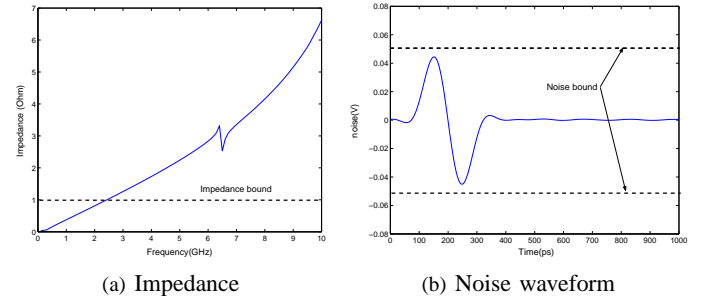 7
6
5
4
3
2
1
0
0 1 2 3 4 5 6 7 8 9 10
Impedance (Ohm)
Impedance bound
Frequency(GHz)
(a) Impedance
0.08
0.06
0.04
0.02
0
−0.02
−0.04
−0.06
−0.08
0 100 200 300 400 500 600 700 800 900 1000
noise(V)
Noise bound
Time(ps)
(b) Noise waveform